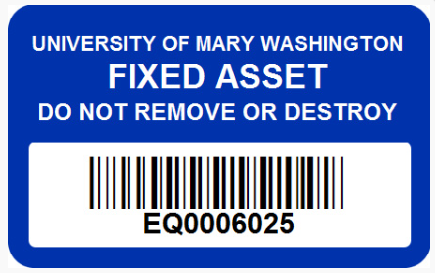 UNIVERSITY OF MARY WASHINGTON
FIXED ASSET
DO NOT REMOVE OR DESTROY
EQ0006025